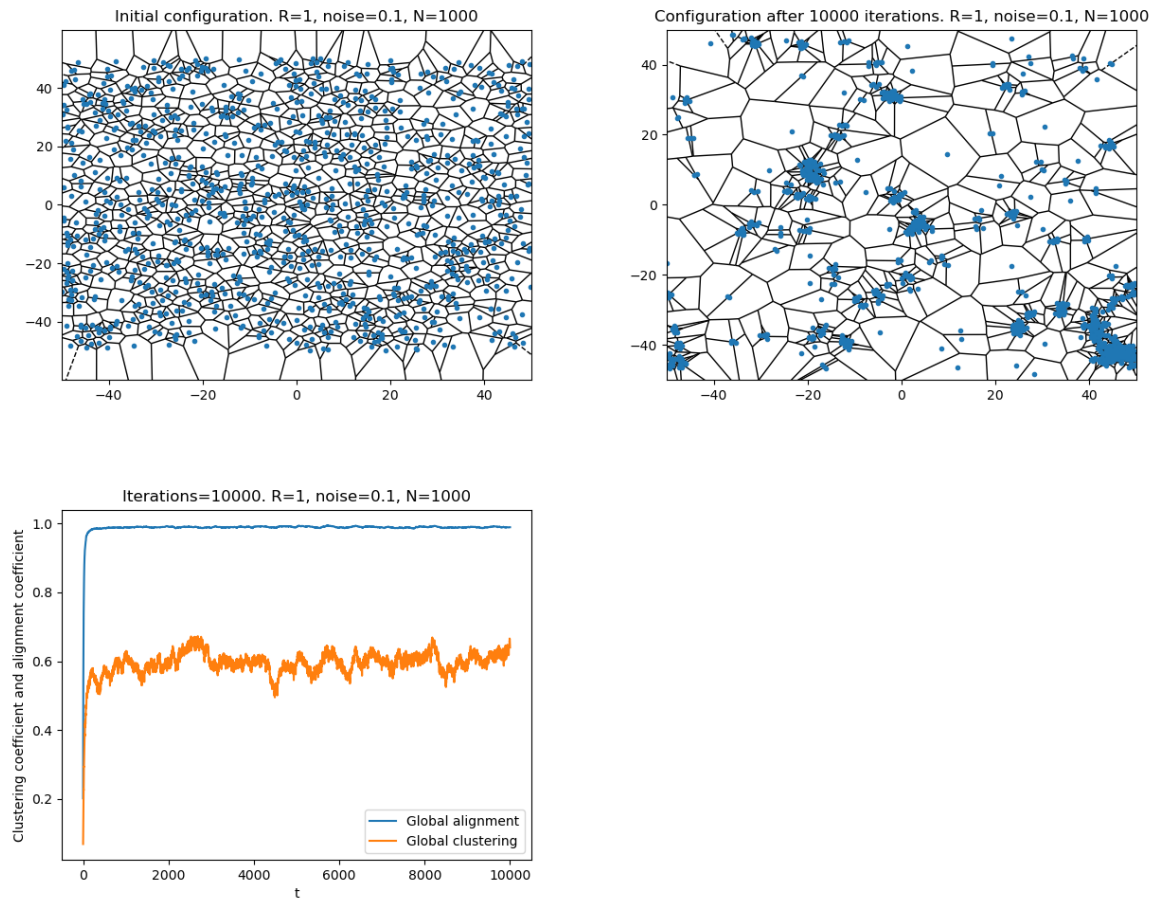 Initial configuration. R=1, noise=0.1, N=1000
40
20
0
−20
−40
−40 −20 0 20 40
Configuration after 10000 iterations. R=1, noise=0.1, N=1000
40
20
0
−20
−40
−40 −20 0 20 40
Iterations=10000. R=1, noise=0.1, N=1000
Clustering coefficient and alignment coefficient
1.0
0.8
0.6
0.4
0.2
Global alignment
Global clustering
0 2000 4000 6000 8000 10000
t